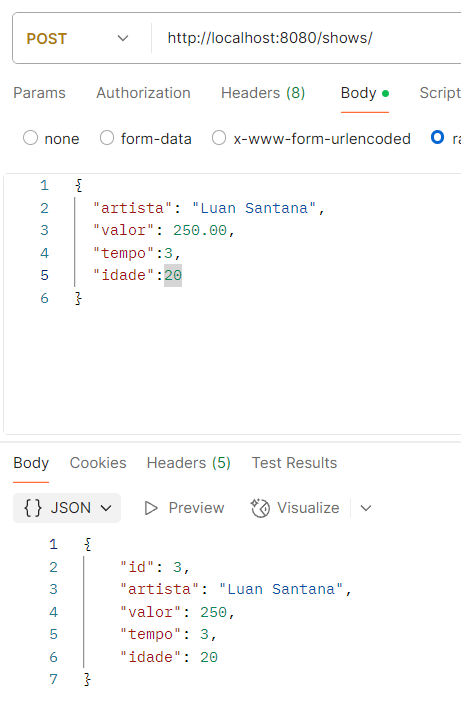 POST http://localhost:8080/shows/
Params Authorization Headers (8) Body Script
none form-data x-www-form-urlencoded ra
1 {
2 "artista": "Luan Santana",
3 "valor": 250.00,
4 "tempo":3,
5 "idade":20
6 }
Body Cookies Headers (5) Test Results
{} JSON Preview Visualize
1 {
2 "id": 3,
3 "artista": "Luan Santana",
4 "valor": 250,
5 "tempo": 3,
6 "idade": 20
7 }